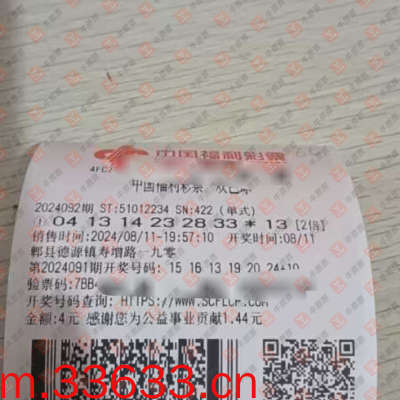 中国福利彩票
4FC7
中国福利彩票 双色球
2024092期 ST:51012234 SN:422 (单式)
04 13 14 23 28 33 * 13 [2倍]
销售时间:2024/08/11-19:57:10 开奖时间:08/11
郫县德源镇寿增路一九〇
第2024091期开奖号码: 15 16 13 19 20 24+10
验票码:7BB
开奖号码查询: HTTPS://WWW.SCFLCP.COM
金额:4元 感谢您为公益事业贡献1.44元
m.33633.cn